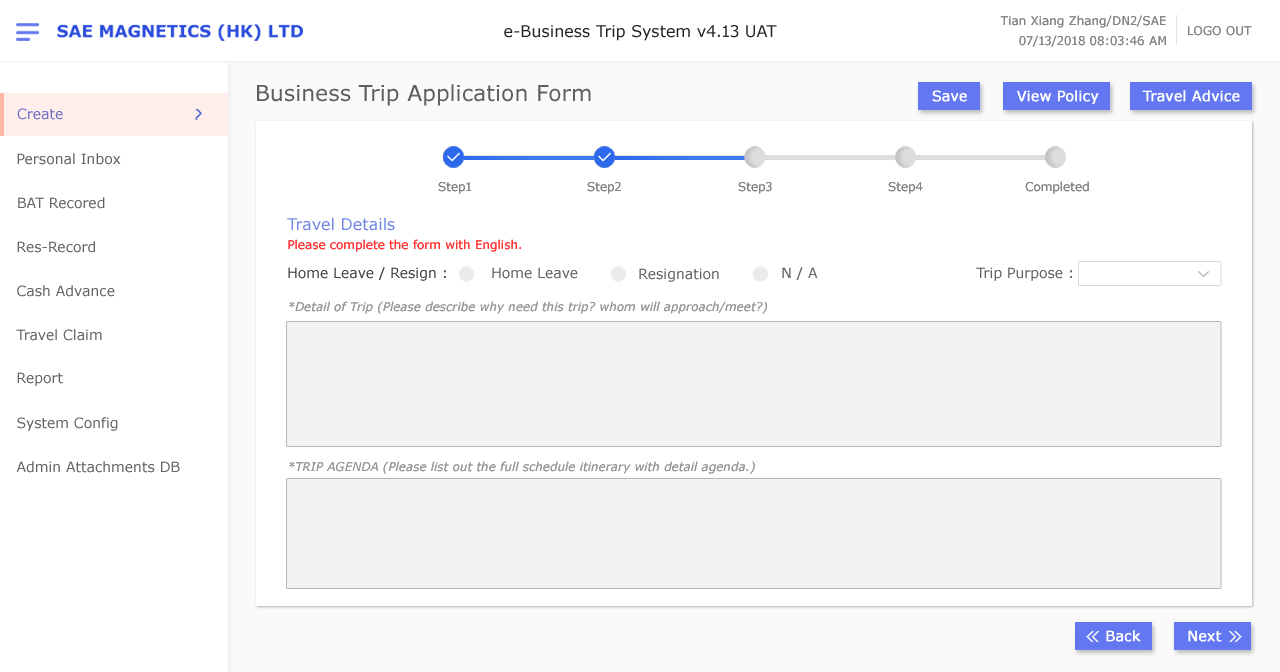 SAE MAGNETICS (HK) LTD
e-Business Trip System v4.13 UAT
Tian Xiang Zhang/DN2/SAE
07/13/2018 08:03:46 AM
LOGO OUT
Create
Personal Inbox
BAT Recored
Res-Record
Cash Advance
Travel Claim
Report
System Config
Admin Attachments DB
Business Trip Application Form
Save
View Policy
Travel Advice
Step1
Step2
Step3
Step4
Completed
Travel Details
Please complete the form with English.
Home Leave / Resign : Home Leave Resignation N / A Trip Purpose :
*Detail of Trip (Please describe why need this trip? whom will approach/meet?)
*TRIP AGENDA (Please list out the full schedule itinerary with detail agenda.)
Back
Next